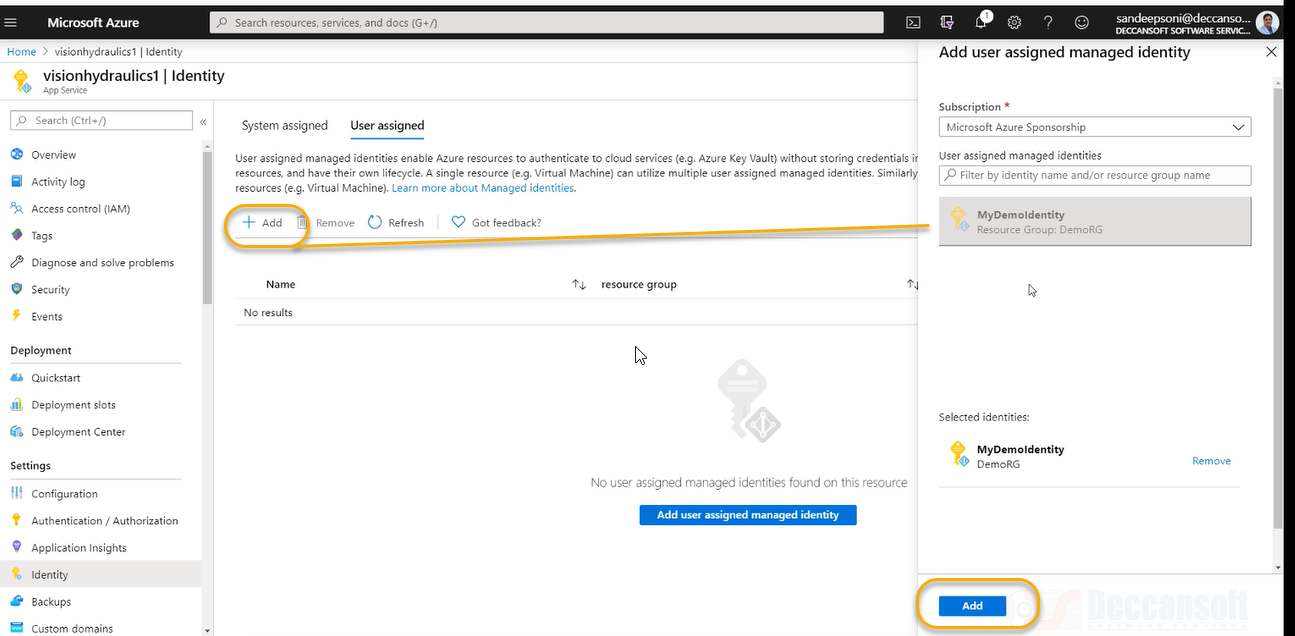 Microsoft Azure
Search resources, services, and docs (G+/)
1
sandeepsoni@deccanso...
DECCANSOFT SOFTWARE SERVIC...
Home > visionhydraulics1 | Identity
visionhydraulics1 | Identity
App Service
Search (Ctrl+/)
«
Overview
Activity log
Access control (IAM)
Tags
Diagnose and solve problems
Security
Events
Deployment
Quickstart
Deployment slots
Deployment Center
Settings
Configuration
Authentication / Authorization
Application Insights
Identity
Backups
Custom domains
System assigned
User assigned
User assigned managed identities enable Azure resources to authenticate to cloud services (e.g. Azure Key Vault) without storing credentials in
resources, and have their own lifecycle. A single resource (e.g. Virtual Machine) can utilize multiple user assigned managed identities. Similarly
resources (e.g. Virtual Machine). Learn more about Managed identities.
Add
Remove
Refresh
Got feedback?
Name
resource group
No results
No user assigned managed identities found on this resource
Add user assigned managed identity
Add user assigned managed identity
Subscription *
Microsoft Azure Sponsorship
User assigned managed identities
Filter by identity name and/or resource group name
MyDemoIdentity
Resource Group: DemoRG
Selected identities:
MyDemoIdentity
DemoRG
Remove
Add
Deccansoft